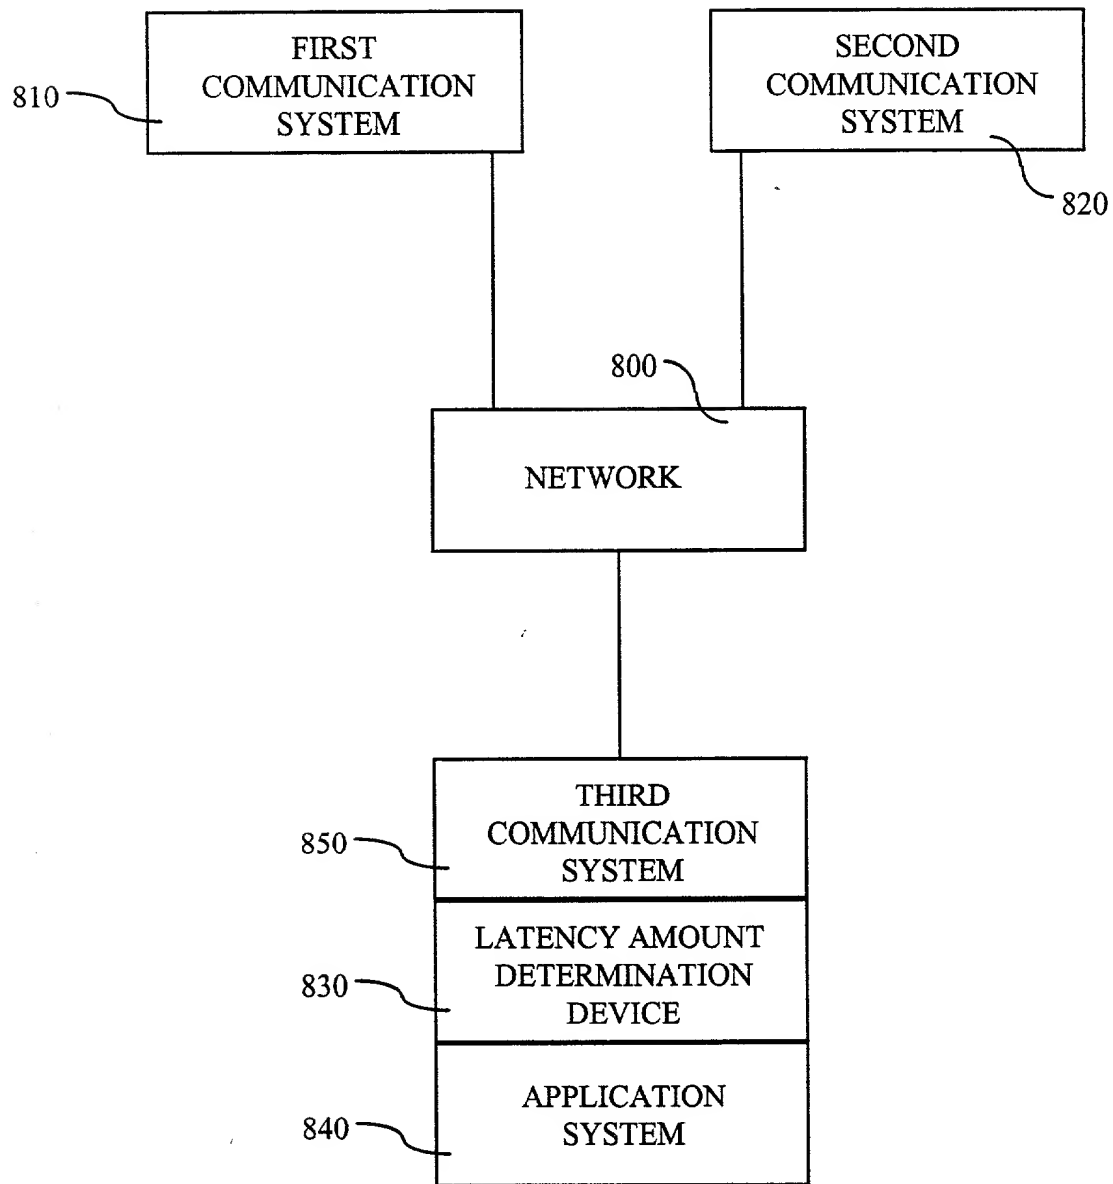 FIRST
COMMUNICATION
SYSTEM
810
SECOND
COMMUNICATION
SYSTEM
820
800
NETWORK
THIRD
COMMUNICATION
SYSTEM
850
LATENCY AMOUNT
DETERMINATION
DEVICE
830
APPLICATION
SYSTEM
840